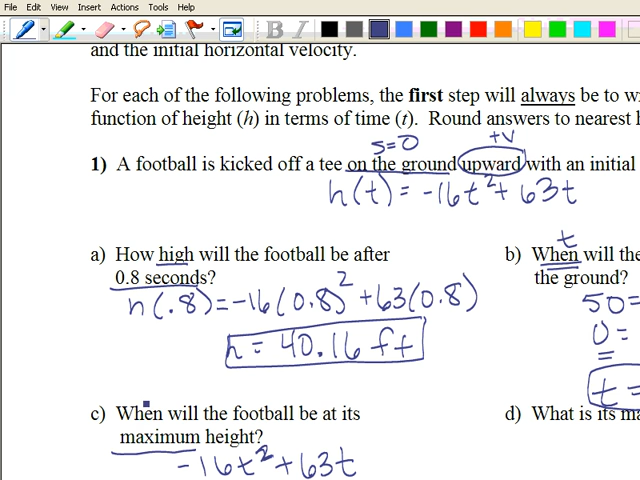 File Edit View Insert Actions Tools Help
B I
and the initial horizontal velocity.
For each of the following problems, the first step will always be to
function of height (h) in terms of time (t). Round answers to nearest
s=0 +v
1) A football is kicked off a tee on the ground upward with an initial
h(t) = -16t²+ 63t
t
a) How high will the football be after
0.8 seconds?
b) When will the
the ground?
h(.8)=-16(0.8)²+63(0.8)
h= 40.16 ft
50=
0=
t=
c) When will the football be at its
maximum height?
d) What is its
-16t²+63t